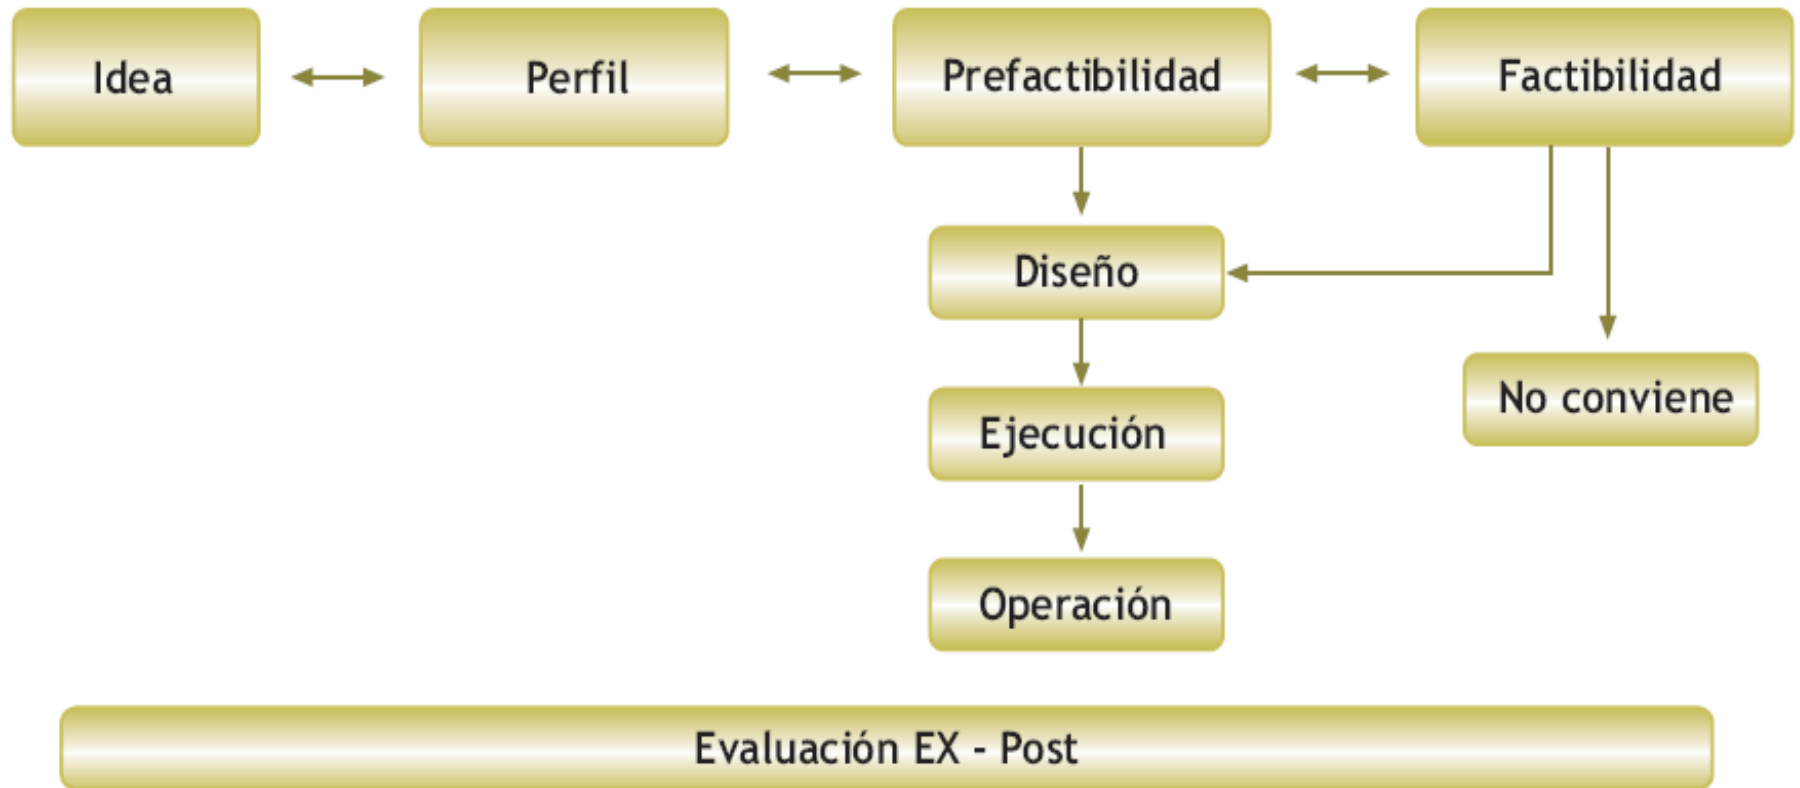 Idea
Perfil
Prefactibilidad
Factibilidad
Diseño
No conviene
Ejecución
Operación
Evaluación EX - Post